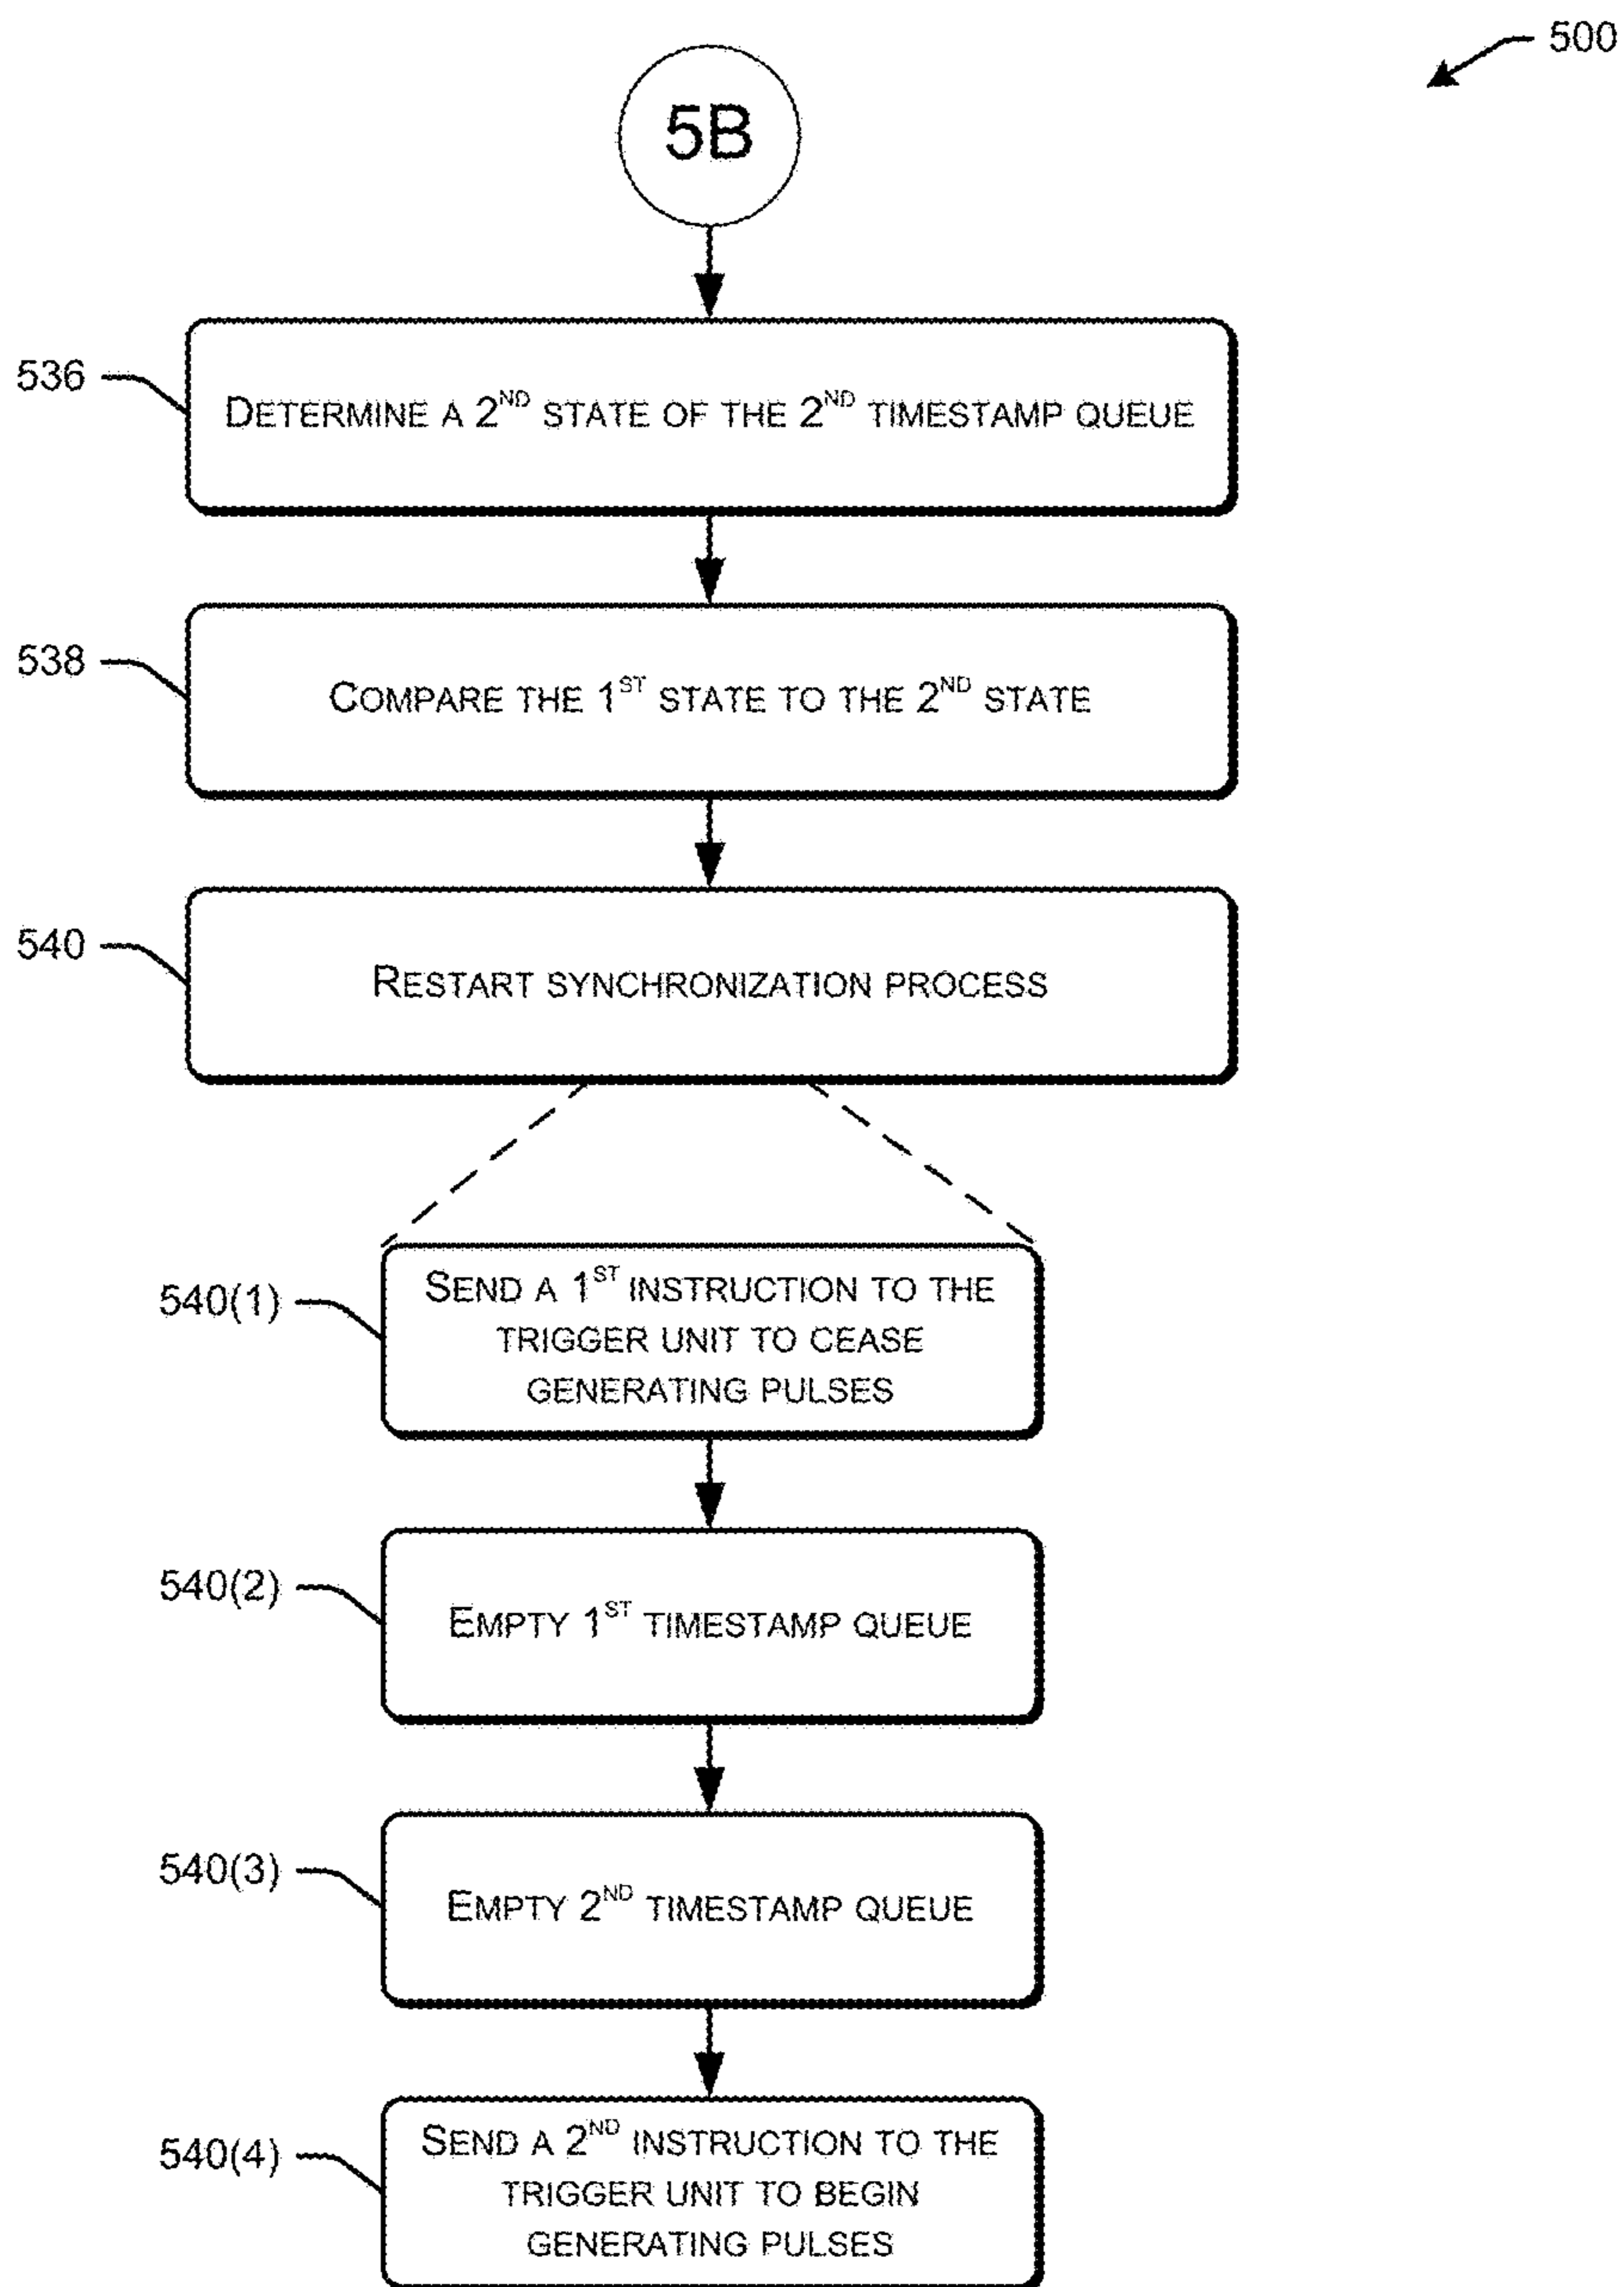 500
5B
536
DETERMINE A 2ND STATE OF THE 2ND TIMESTAMP QUEUE
538
COMPARE THE 1ST STATE TO THE 2ND STATE
540
RESTART SYNCHRONIZATION PROCESS
540(1)
SEND A 1ST INSTRUCTION TO THE
TRIGGER UNIT TO CEASE
GENERATING PULSES
540(2)
EMPTY 1ST TIMESTAMP QUEUE
540(3)
EMPTY 2ND TIMESTAMP QUEUE
540(4)
SEND A 2ND INSTRUCTION TO THE
TRIGGER UNIT TO BEGIN
GENERATING PULSES